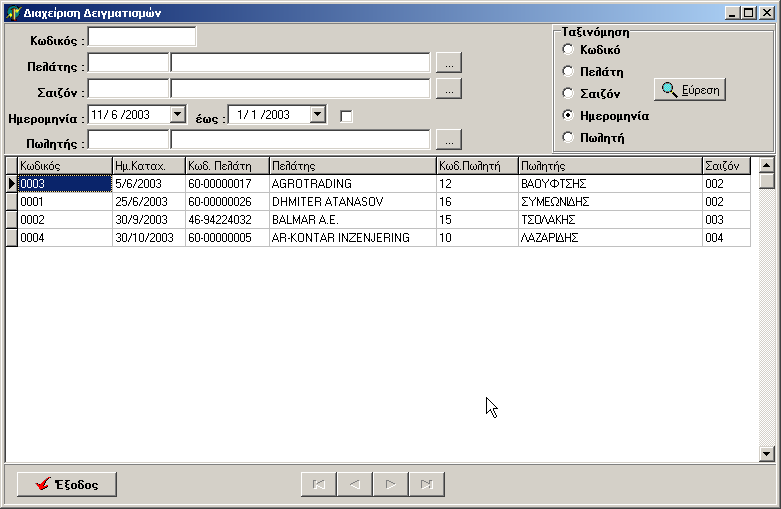 Διαχείριση Δειγματισμών
Κωδικός :
Πελάτης : ...
Σαιζόν : ...
Ημερομηνία : 11/ 6 /2003 έως : 1/ 1 /2003
Πωλητής : ...
Ταξινόμηση
Κωδικό
Πελάτη
Σαιζόν
Ημερομηνία
Πωλητή
Εύρεση
Κωδικός Ημ.Καταχ. Κωδ. Πελάτη Πελάτης Κωδ.Πωλητή Πωλητής Σαιζόν
0003 5/6/2003 60-00000017 AGROTRADING 12 ΒΑΟΥΦΤΣΗΣ 002
0001 25/6/2003 60-00000026 DHMITER ATANASOV 16 ΣΥΜΕΩΝΙΔΗΣ 002
0002 30/9/2003 46-94224032 BALMAR A.E. 15 ΤΣΟΛΑΚΗΣ 003
0004 30/10/2003 60-00000005 AR-KONTAR INZENJERING 10 ΛΑΖΑΡΙΔΗΣ 004
Έξοδος